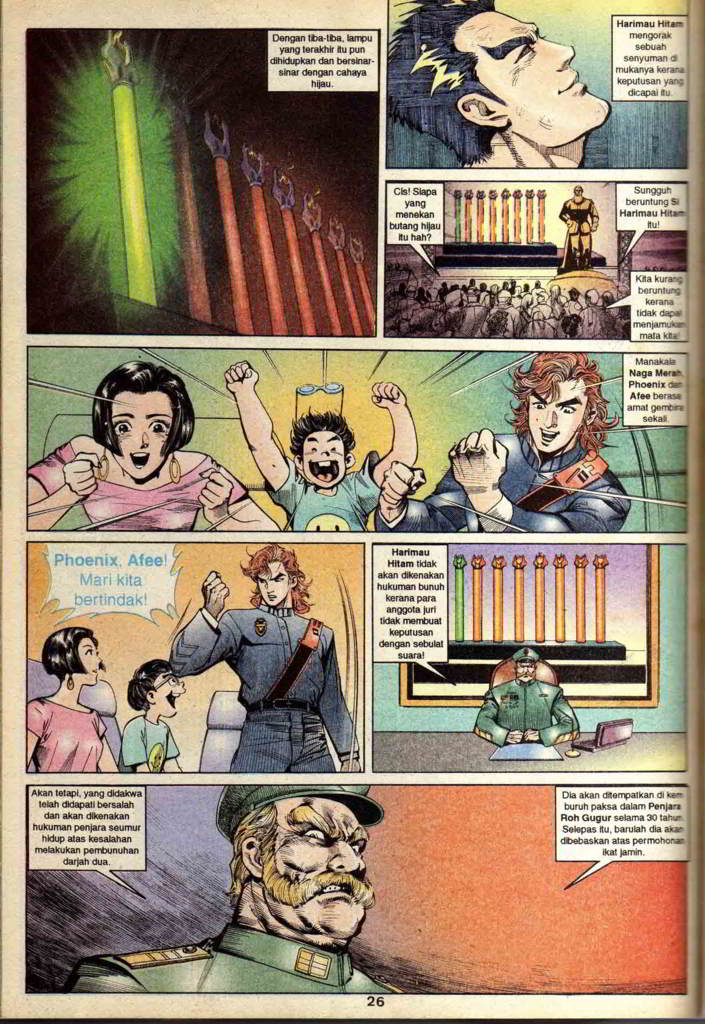 Dengan tiba-tiba, lampu
yang terakhir itu pun
dihidupkan dan bersinar-
sinar dengan cahaya
hijau.
Harimau Hitam
mengorak
sebuah
senyuman di
mukanya kerana
keputusan yang
dicapai itu.
Cis! Siapa
yang
menekan
butang hijau
itu hah?
Sungguh
beruntung Si
Harimau Hitam
itu!
Kita kurang
beruntung
kerana
tidak dapat
menjamukan
mata kita!
Manakala
Naga Merah,
Phoenix dan
Afee berasa
amat gembira
sekali.
Phoenix, Afee!
Mari kita
bertindak!
Harimau
Hitam tidak
akan dikenakan
hukuman bunuh
kerana para
anggota juri
tidak membuat
keputusan
dengan sebulat
suara!
Akan tetapi, yang didakwa
telah didapati bersalah
dan akan dikenakan
hukuman penjara seumur
hidup atas kesalahan
melakukan pembunuhan
darjah dua.
Dia akan ditempatkan di kem
buruh paksa dalam Penjara
Roh Gugur selama 30 tahun.
Selepas itu, barulah dia akan
dibebaskan atas permohonan
ikat jamin.
26